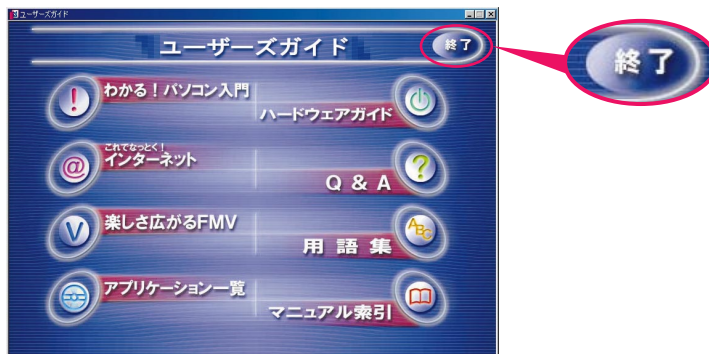 ユーザーズガイド
ユーザーズガイド
終了
終了
!
わかる!パソコン入門
ハードウェアガイド
@
これでなっとく!
インターネット
Q & A
?
V
楽しさ広がるFMV
用語集
ABC
アプリケーション一覧
マニュアル索引